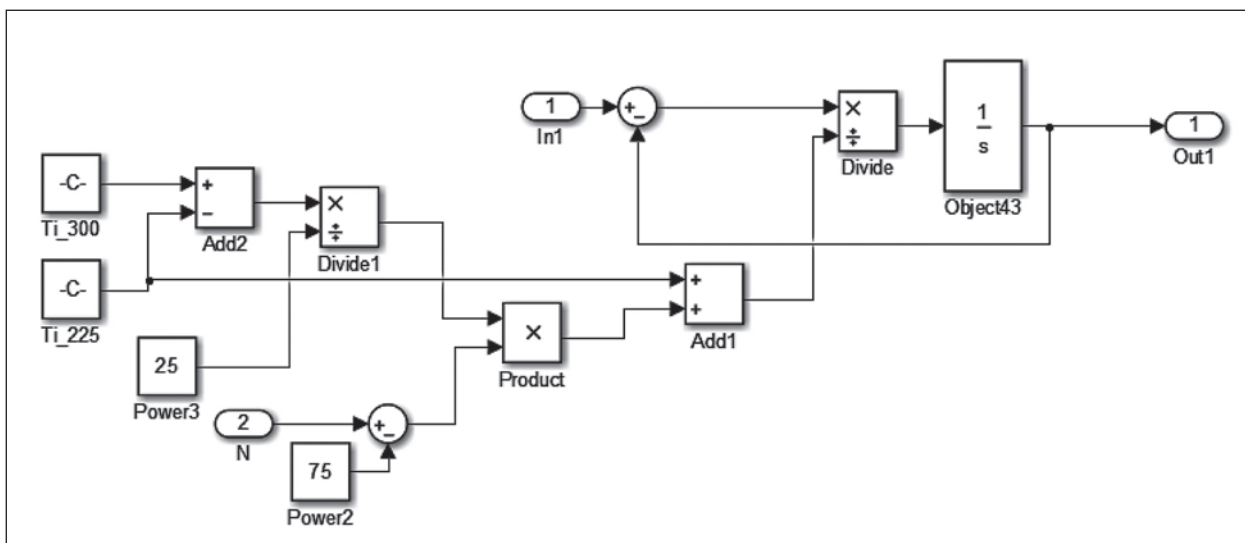 1
In1
+
−
×
÷
Divide
1
s
Object43
1
Out1
-C-
Ti_300
+
−
Add2
×
÷
Divide1
-C-
Ti_225
+
+
Add1
25
Power3
×
Product
2
N
+
−
75
Power2